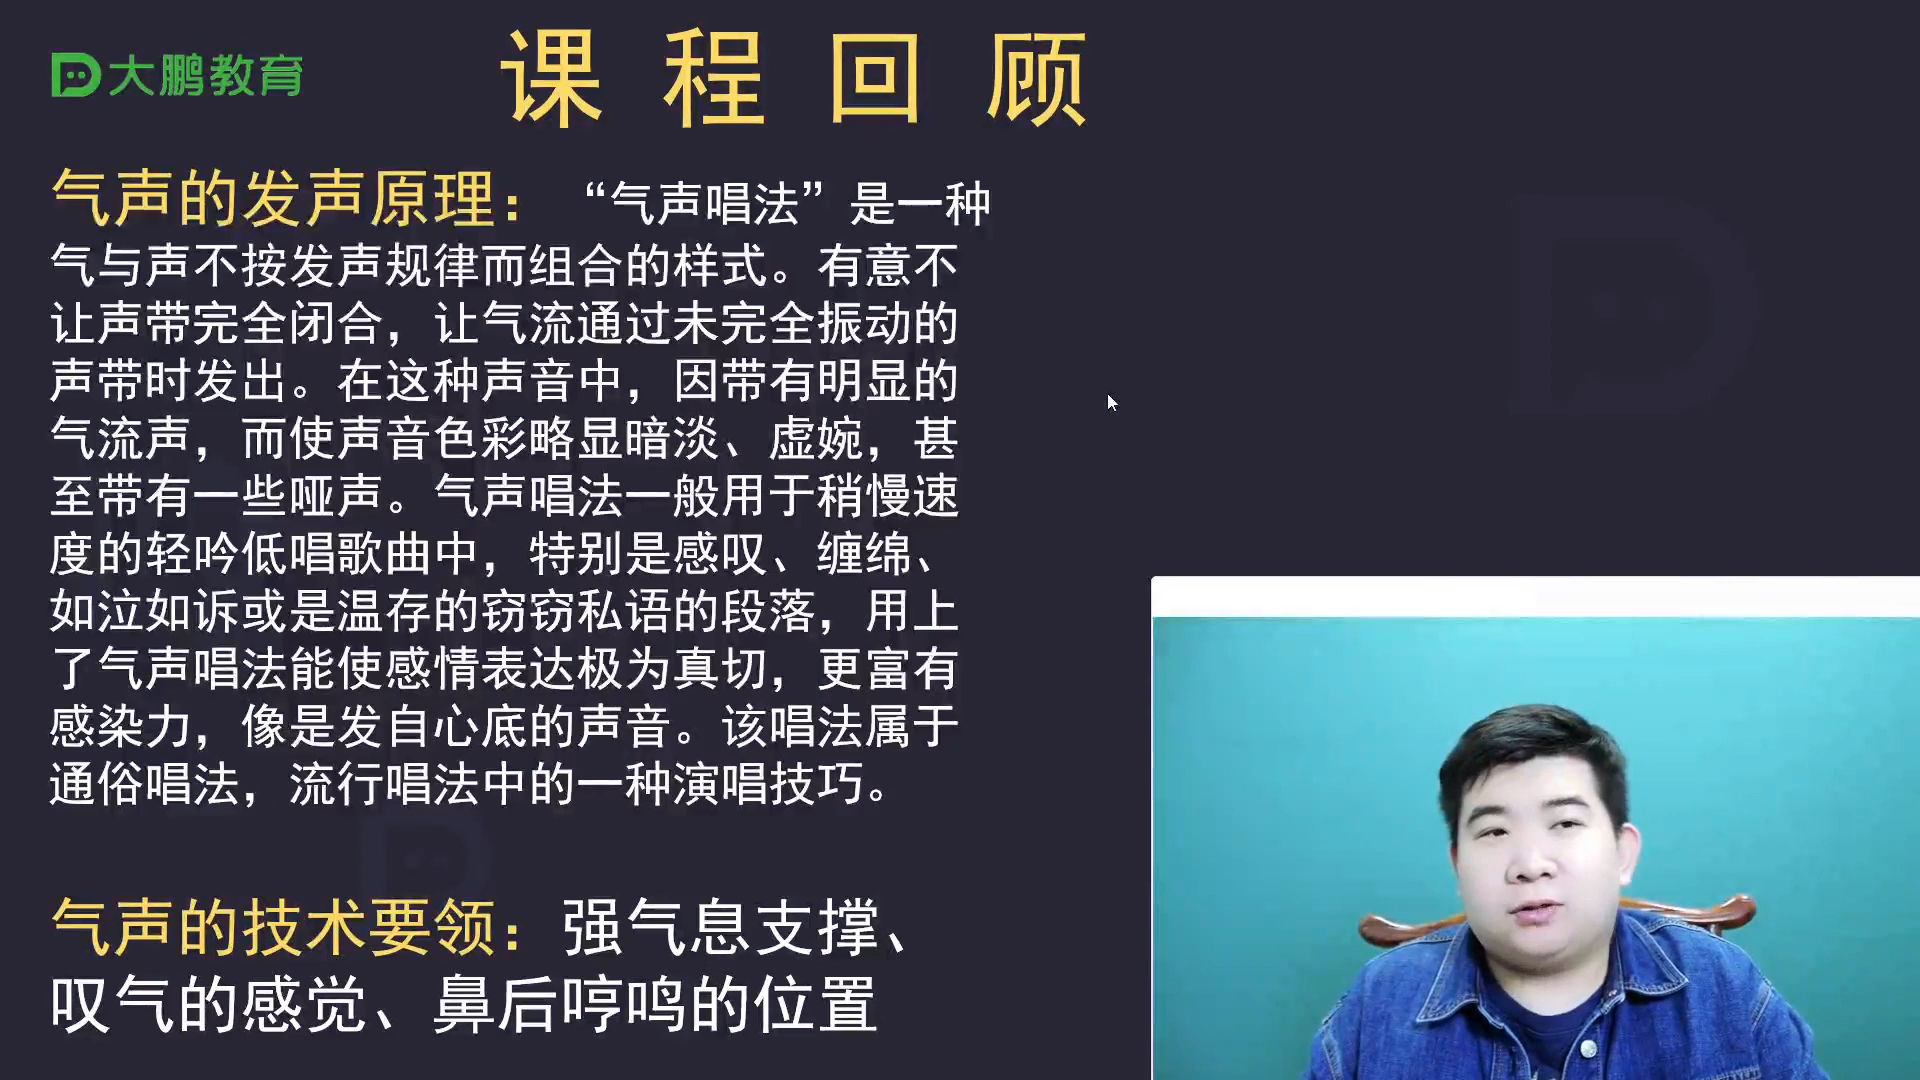 大鹏教育
课程回顾
气声的发声原理：“气声唱法”是一种
气与声不按发声规律而组合的样式。有意不
让声带完全闭合，让气流通过未完全振动的
声带时发出。在这种声音中，因带有明显的
气流声，而使声音色彩略显暗淡、虚婉，甚
至带有一些哑声。气声唱法一般用于稍慢速
度的轻吟低唱歌曲中，特别是感叹、缠绵、
如泣如诉或是温存的窃窃私语的段落，用上
了气声唱法能使感情表达极为真切，更富有
感染力，像是发自心底的声音。该唱法属于
通俗唱法，流行唱法中的一种演唱技巧。
气声的技术要领：强气息支撑、
叹气的感觉、鼻后哼鸣的位置